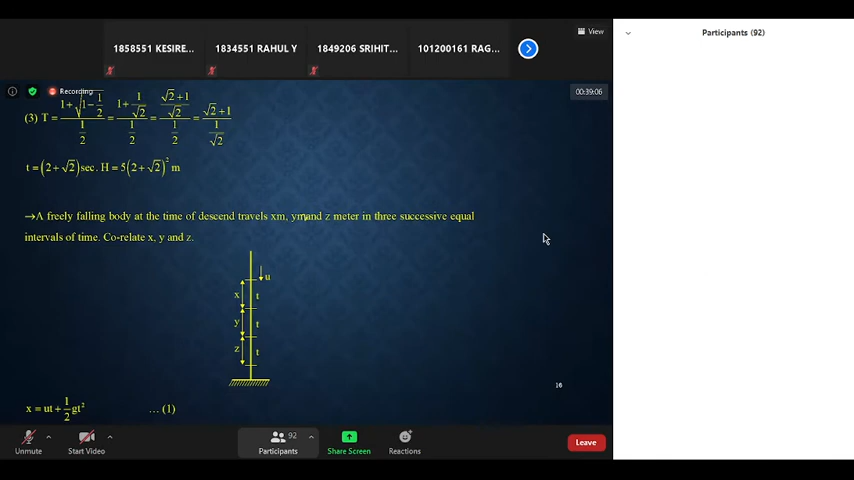 View
Participants (92)
1858551 KESIRE...
1834551 RAHUL Y
1849206 SRIHIT...
101200161 RAG...
Recording
00:39:06
(3) T = (1+√(1−1/2))/(1/2) = (1+1/√2)/(1/2) = ((√2+1)/√2)/(1/2) = (√2+1)/(1/√2)
t = (2+√2) sec. H = 5(2+√2)² m
→A freely falling body at the time of descend travels xm, ym and z meter in three successive equal
intervals of time. Co-relate x, y and z.
u
x t
y t
z t
16
x = ut + 1/2 gt² ... (1)
92
Unmute
Start Video
Participants
Share Screen
Reactions
Leave